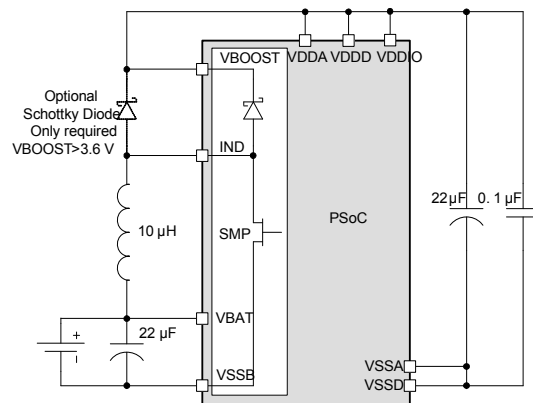 VBOOST
VDDA
VDDD
VDDIO
Optional
Schottky Diode
Only required
VBOOST>3.6 V
IND
22 µF
0. 1 µF
PSoC
10 µH
SMP
VBAT
22 µF
+
-
VSSB
VSSA
VSSD